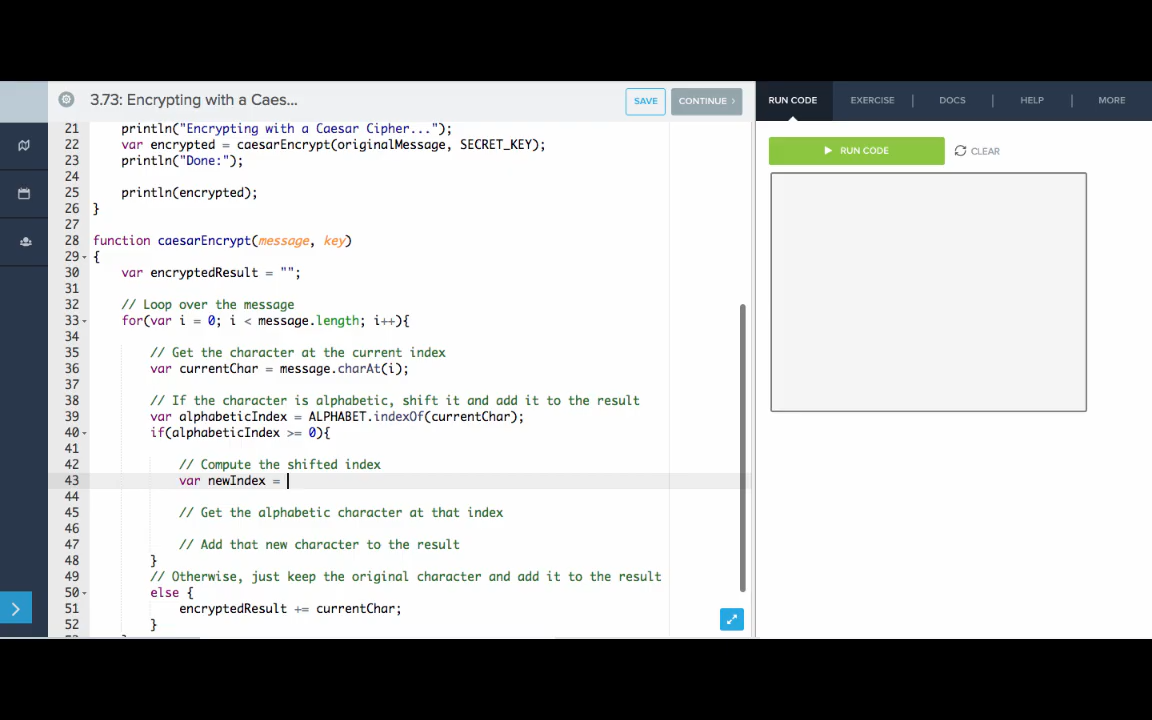 3.73: Encrypting with a Caes...
SAVE
CONTINUE
RUN CODE
EXERCISE
DOCS
HELP
MORE
RUN CODE
CLEAR
21 println("Encrypting with a Caesar Cipher...");
22 var encrypted = caesarEncrypt(originalMessage, SECRET_KEY);
23 println("Done:");
24
25 println(encrypted);
26 }
27
28 function caesarEncrypt(message, key)
29 {
30 var encryptedResult = "";
31
32 // Loop over the message
33 for(var i = 0; i < message.length; i++){
34
35 // Get the character at the current index
36 var currentChar = message.charAt(i);
37
38 // If the character is alphabetic, shift it and add it to the result
39 var alphabeticIndex = ALPHABET.indexOf(currentChar);
40 if(alphabeticIndex >= 0){
41
42 // Compute the shifted index
43 var newIndex =
44
45 // Get the alphabetic character at that index
46
47 // Add that new character to the result
48 }
49 // Otherwise, just keep the original character and add it to the result
50 else {
51 encryptedResult += currentChar;
52 }